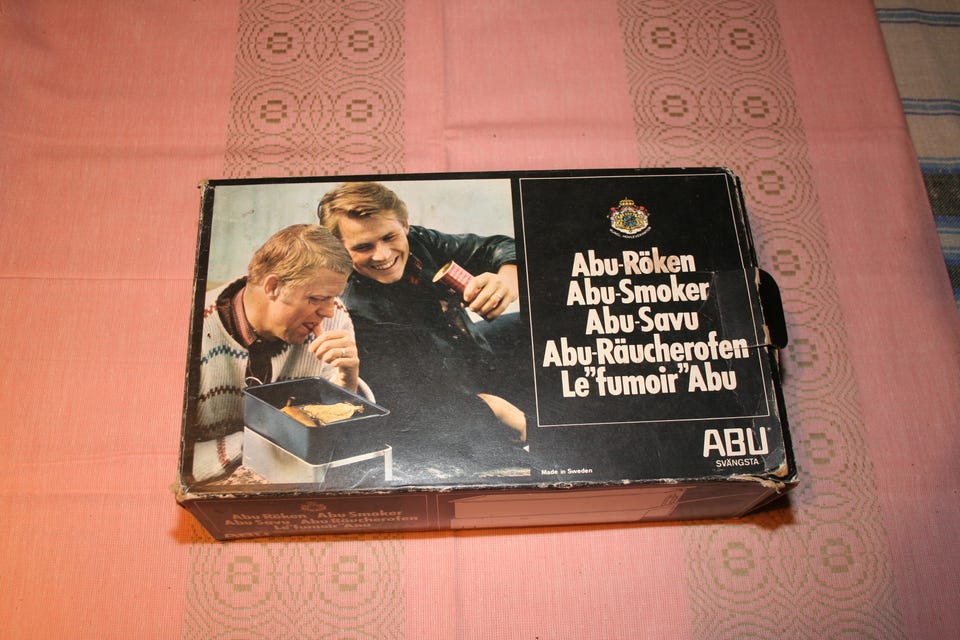 Abu-Röken
Abu-Smoker
Abu-Savu
Abu-Räucherofen
Le"fumoir"Abu
ABU
SVÄNGSTA
Made in Sweden
Abu-Röken Abu-Smoker
Abu-Savu Abu-Räucherofen
Le"fumoir"Abu